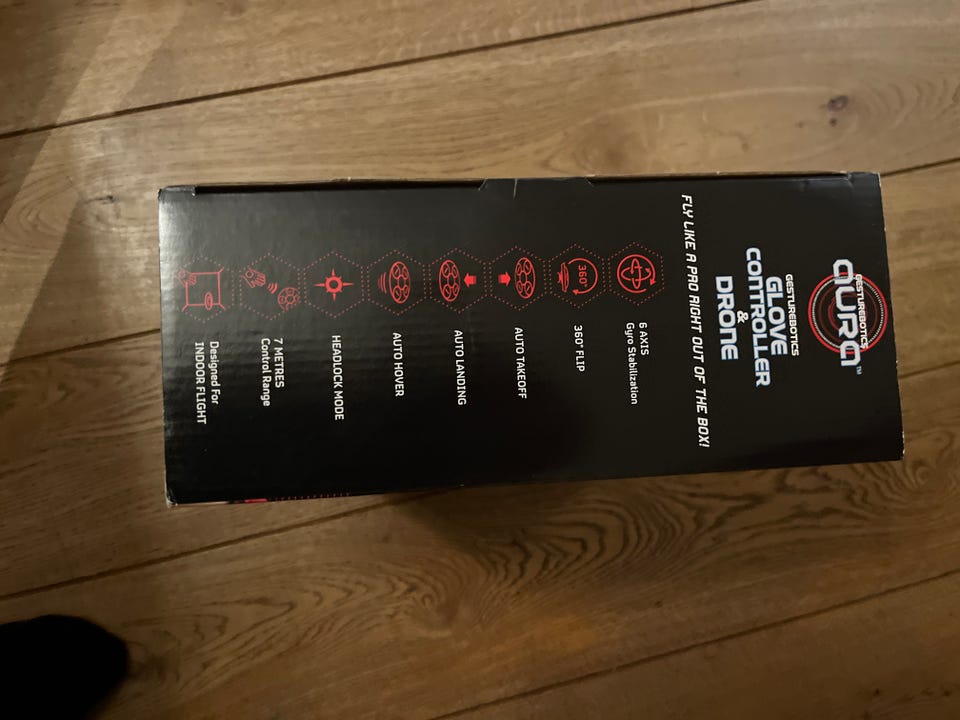 GESTUREBOTICS
aura™
GESTUREBOTICS
GLOVE
CONTROLLER
&
DRONE
FLY LIKE A PRO RIGHT OUT OF THE BOX!
6 AXIS
Gyro Stabilization
360°
360° FLIP
AUTO TAKEOFF
AUTO LANDING
AUTO HOVER
HEADLOCK MODE
7 METRES
Control Range
Designed For
INDOOR FLIGHT